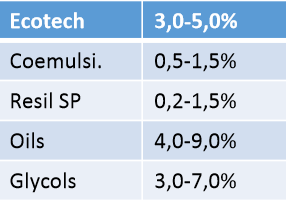 Ecotech 3,0-5,0%
Coemulsi. 0,5-1,5%
Resil SP 0,2-1,5%
Oils 4,0-9,0%
Glycols 3,0-7,0%